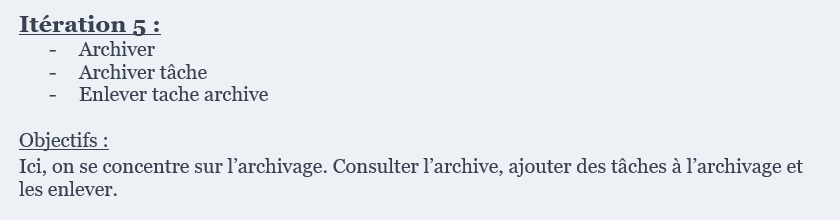 Itération 5 :
- Archiver
- Archiver tâche
- Enlever tache archive
Objectifs :
Ici, on se concentre sur l’archivage. Consulter l’archive, ajouter des tâches à l’archivage et
les enlever.